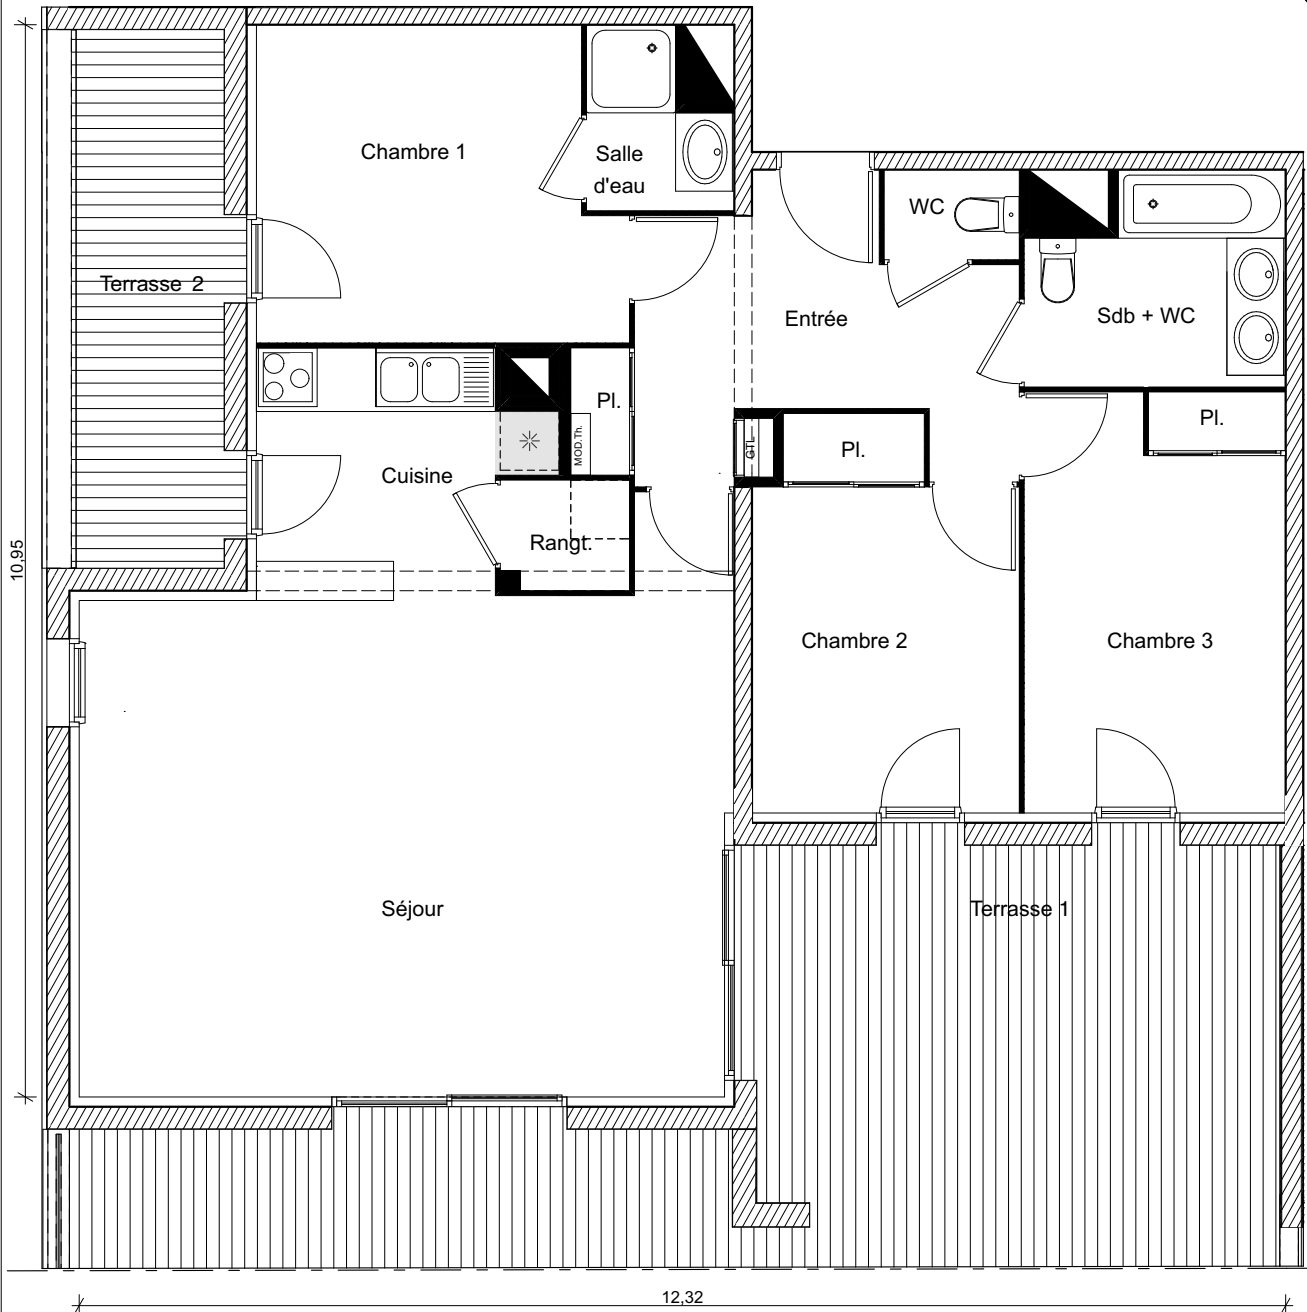 Chambre 1
Salle
d'eau
WC
Terrasse 2
Entrée
Sdb + WC
Pl.
MOD.Th.
Pl.
GTL
Pl.
Cuisine
Rangt.
10,95
Chambre 2
Chambre 3
Séjour
Terrasse 1
12,32